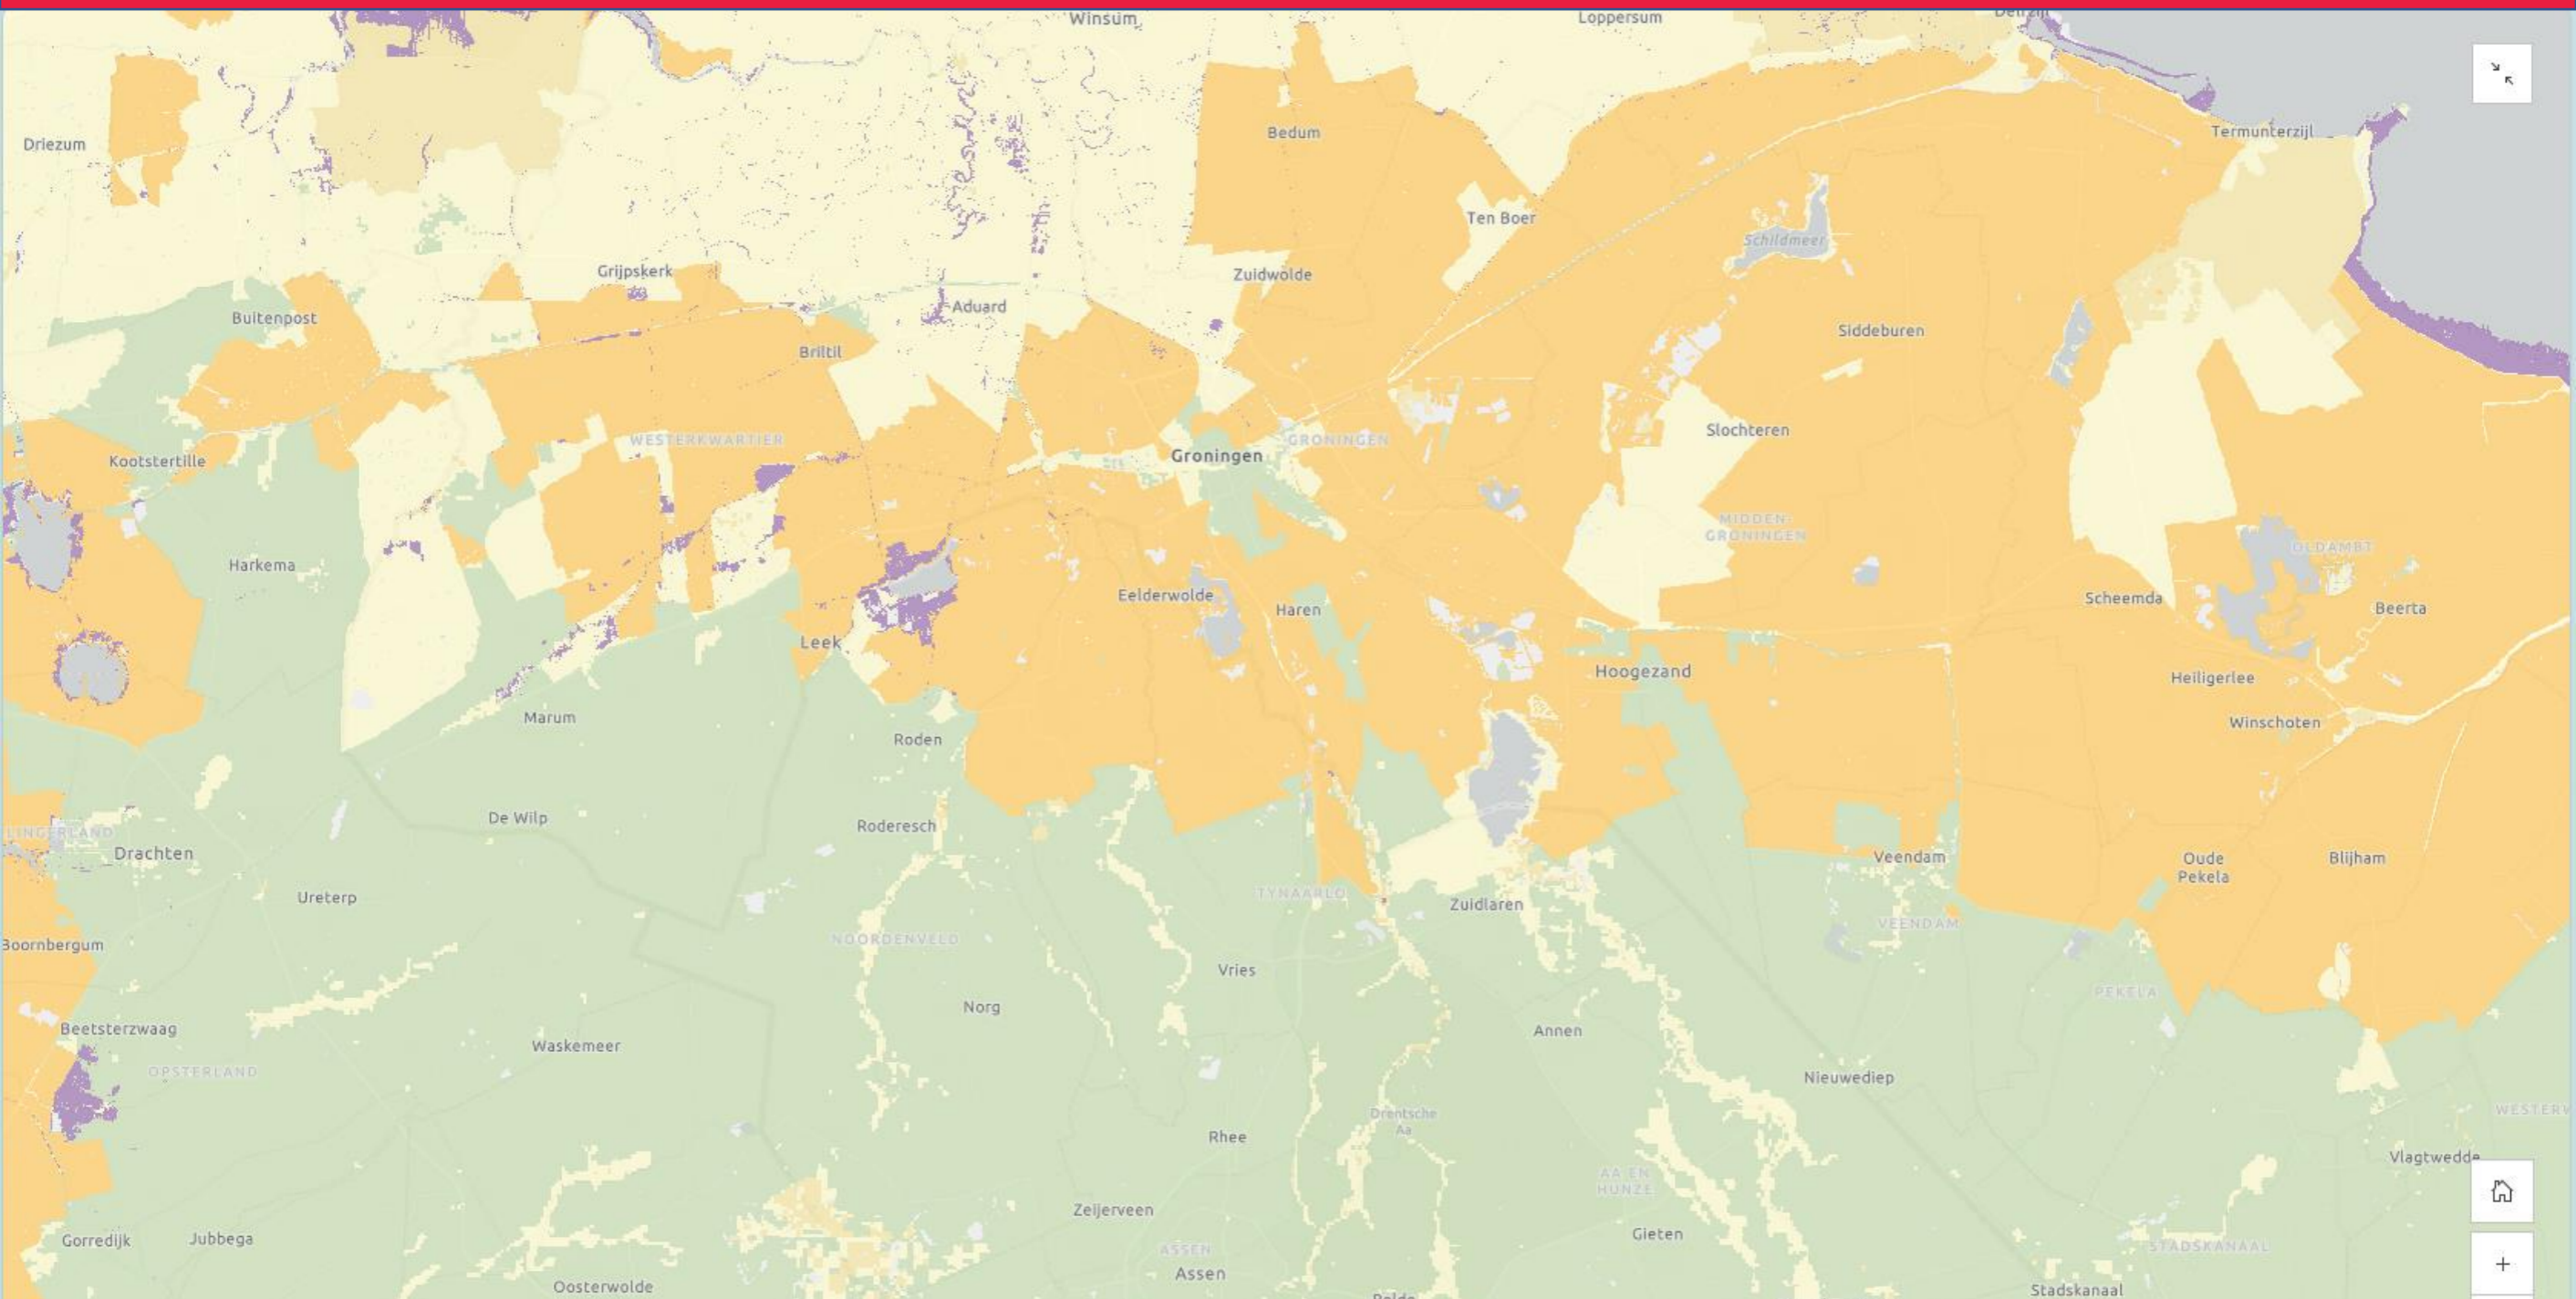 Winsum
Loppersum
Delfzijl
Driezum
Bedum
Termunterzijl
Ten Boer
Schildmeer
Grijpskerk
Zuidwolde
Aduard
Buitenpost
Siddeburen
Briltil
WESTERKWARTIER
GRONINGEN
Slochteren
Groningen
Kootstertille
MIDDEN-
GRONINGEN
OLDAMBT
Harkema
Eelderwolde
Haren
Scheemda
Beerta
Leek
Hoogezand
Heiligerlee
Marum
Winschoten
Roden
De Wilp
Roderesch
LINGERLAND
Drachten
Veendam
Oude
Pekela
Blijham
Ureterp
TYNAARLO
Zuidlaren
VEENDAM
Boornbergum
NOORDENVELD
Vries
PEKELA
Norg
Beetsterzwaag
Annen
Waskemeer
OPSTERLAND
Nieuwediep
Drentsche
Aa
WESTERW
Rhee
Vlagtwedde
AA EN
HUNZE
Zeijerveen
Gieten
Gorredijk
Jubbega
ASSEN
STADSKANAAL
Assen
Oosterwolde
Stadskanaal
+